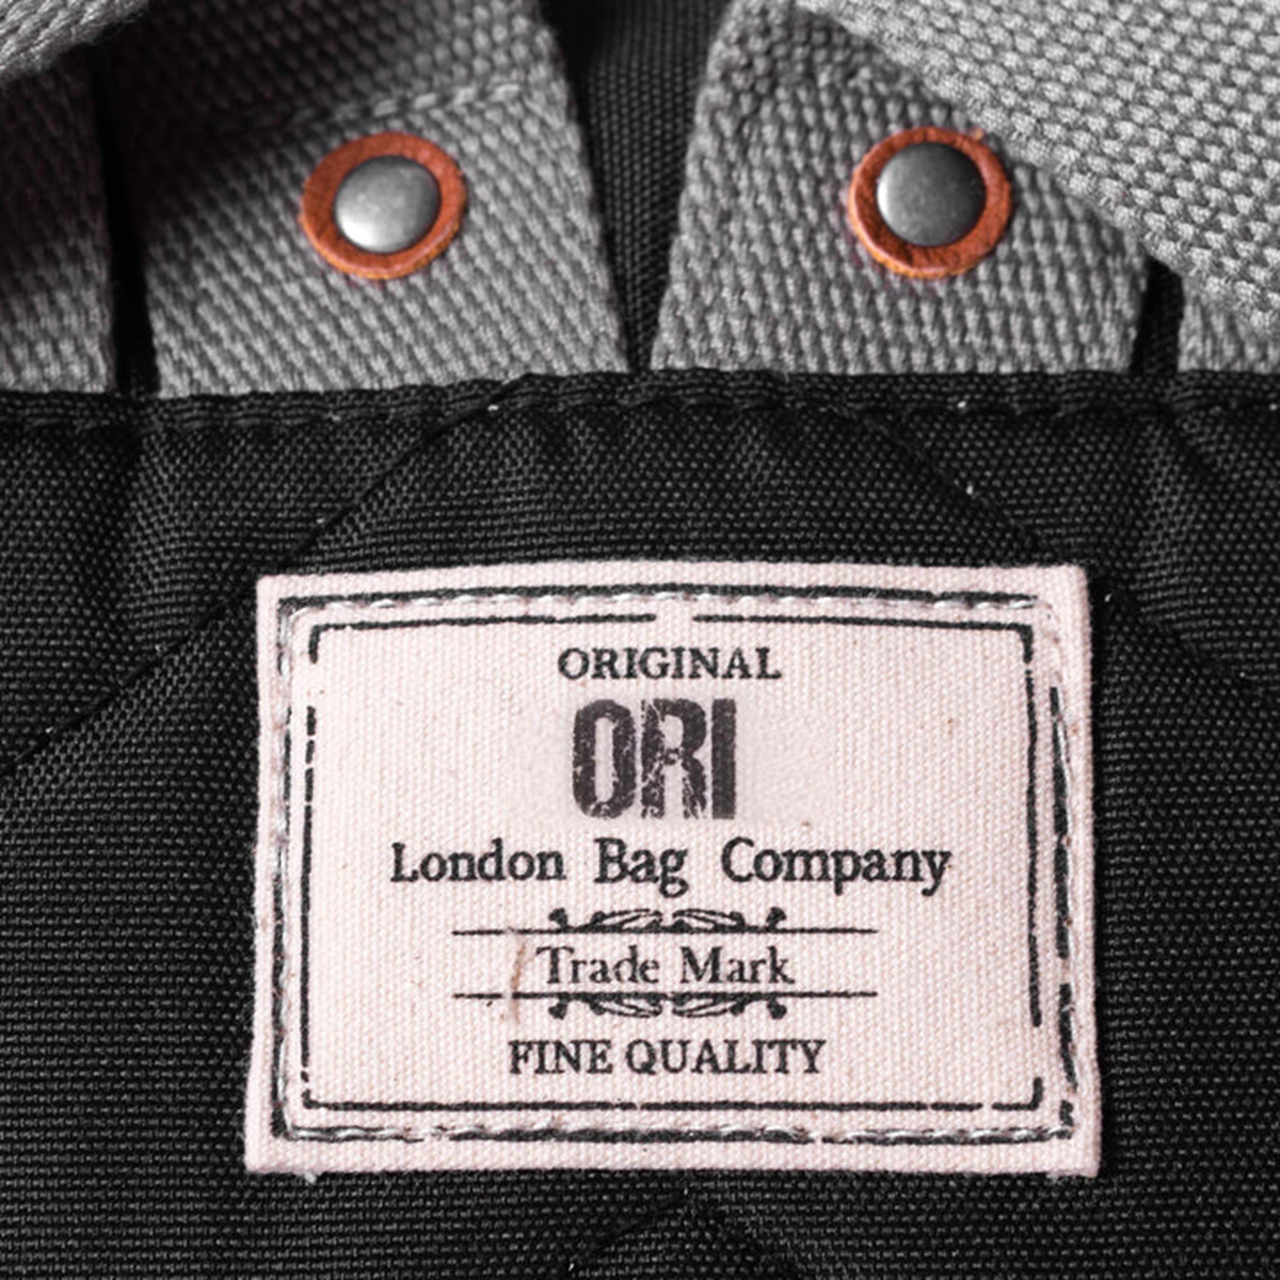 ORIGINAL
ORI
London Bag Company
Trade Mark
FINE QUALITY